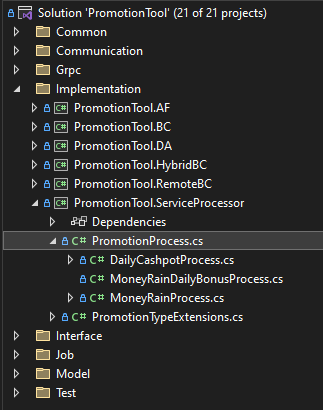 Solution 'PromotionTool' (21 of 21 projects)
Common
Communication
Grpc
Implementation
C# PromotionTool.AF
C# PromotionTool.BC
C# PromotionTool.DA
C# PromotionTool.HybridBC
C# PromotionTool.RemoteBC
C# PromotionTool.ServiceProcessor
Dependencies
C# PromotionProcess.cs
C# DailyCashpotProcess.cs
C# MoneyRainDailyBonusProcess.cs
C# MoneyRainProcess.cs
C# PromotionTypeExtensions.cs
Interface
Job
Model
Test